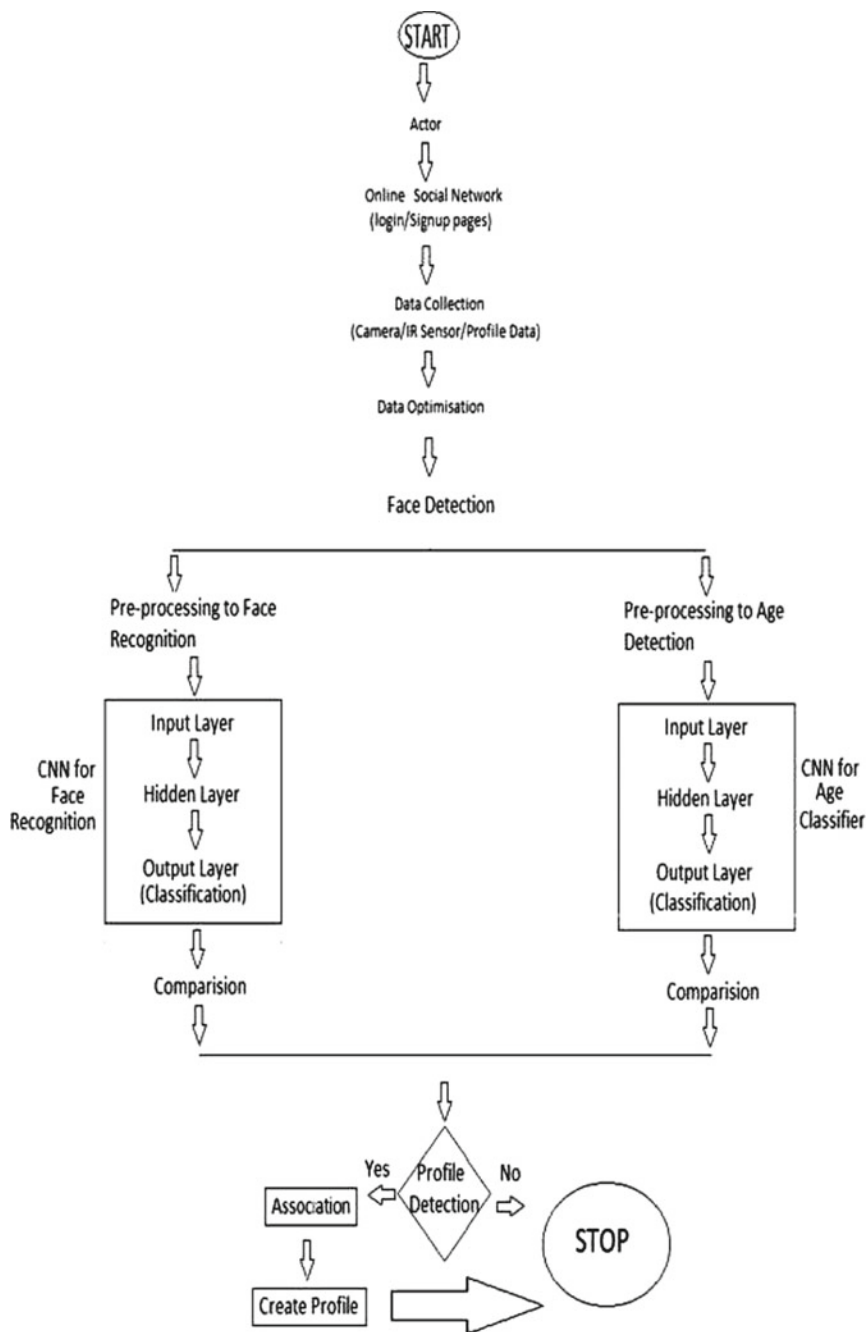 START
Actor
Online Social Network
(login/Signup pages)
Data Collection
(Camera/IR Sensor/Profile Data)
Data Optimisation
Face Detection
Pre-processing to Face
Recognition
Pre-processing to Age
Detection
CNN for
Face
Recognition
Input Layer
Hidden Layer
Output Layer
(Classification)
Comparision
Input Layer
Hidden Layer
Output Layer
(Classification)
CNN for
Age
Classifier
Comparision
Profile
Detection
Yes
No
Association
Create Profile
STOP